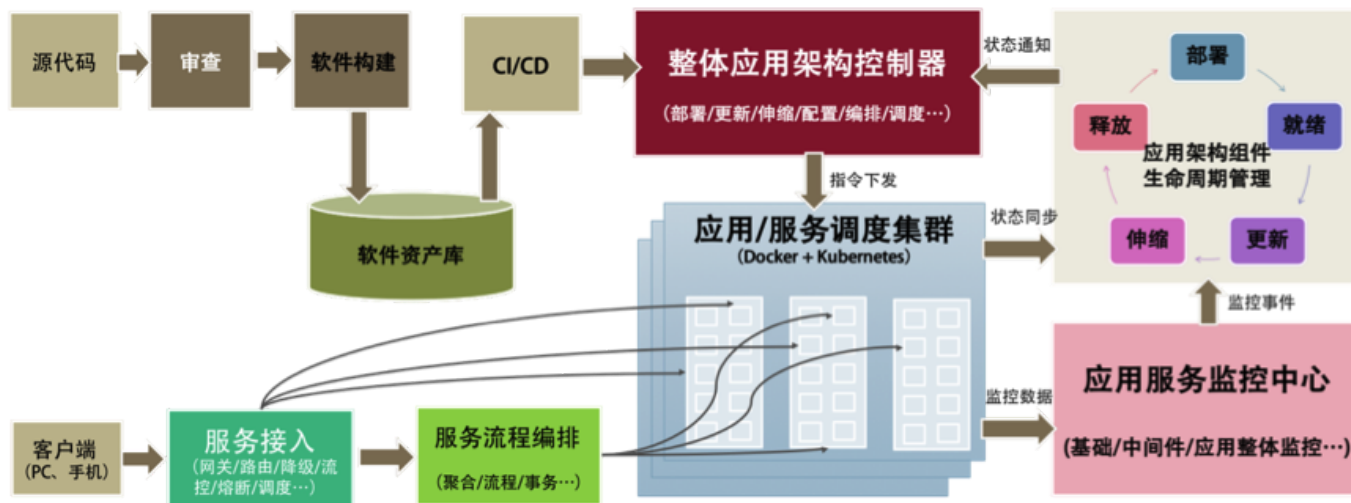 源代码
审查
软件构建
CI/CD
整体应用架构控制器
(部署/更新/伸缩/配置/编排/调度…)
状态通知
部署
释放
就绪
应用架构组件
生命周期管理
伸缩
更新
指令下发
软件资产库
应用/服务调度集群
(Docker + Kubernetes)
状态同步
监控事件
客户端
(PC、手机)
服务接入
(网关/路由/降级/流
控/熔断/调度…)
服务流程编排
(聚合/流程/事务…)
监控数据
应用服务监控中心
(基础/中间件/应用整体监控…)